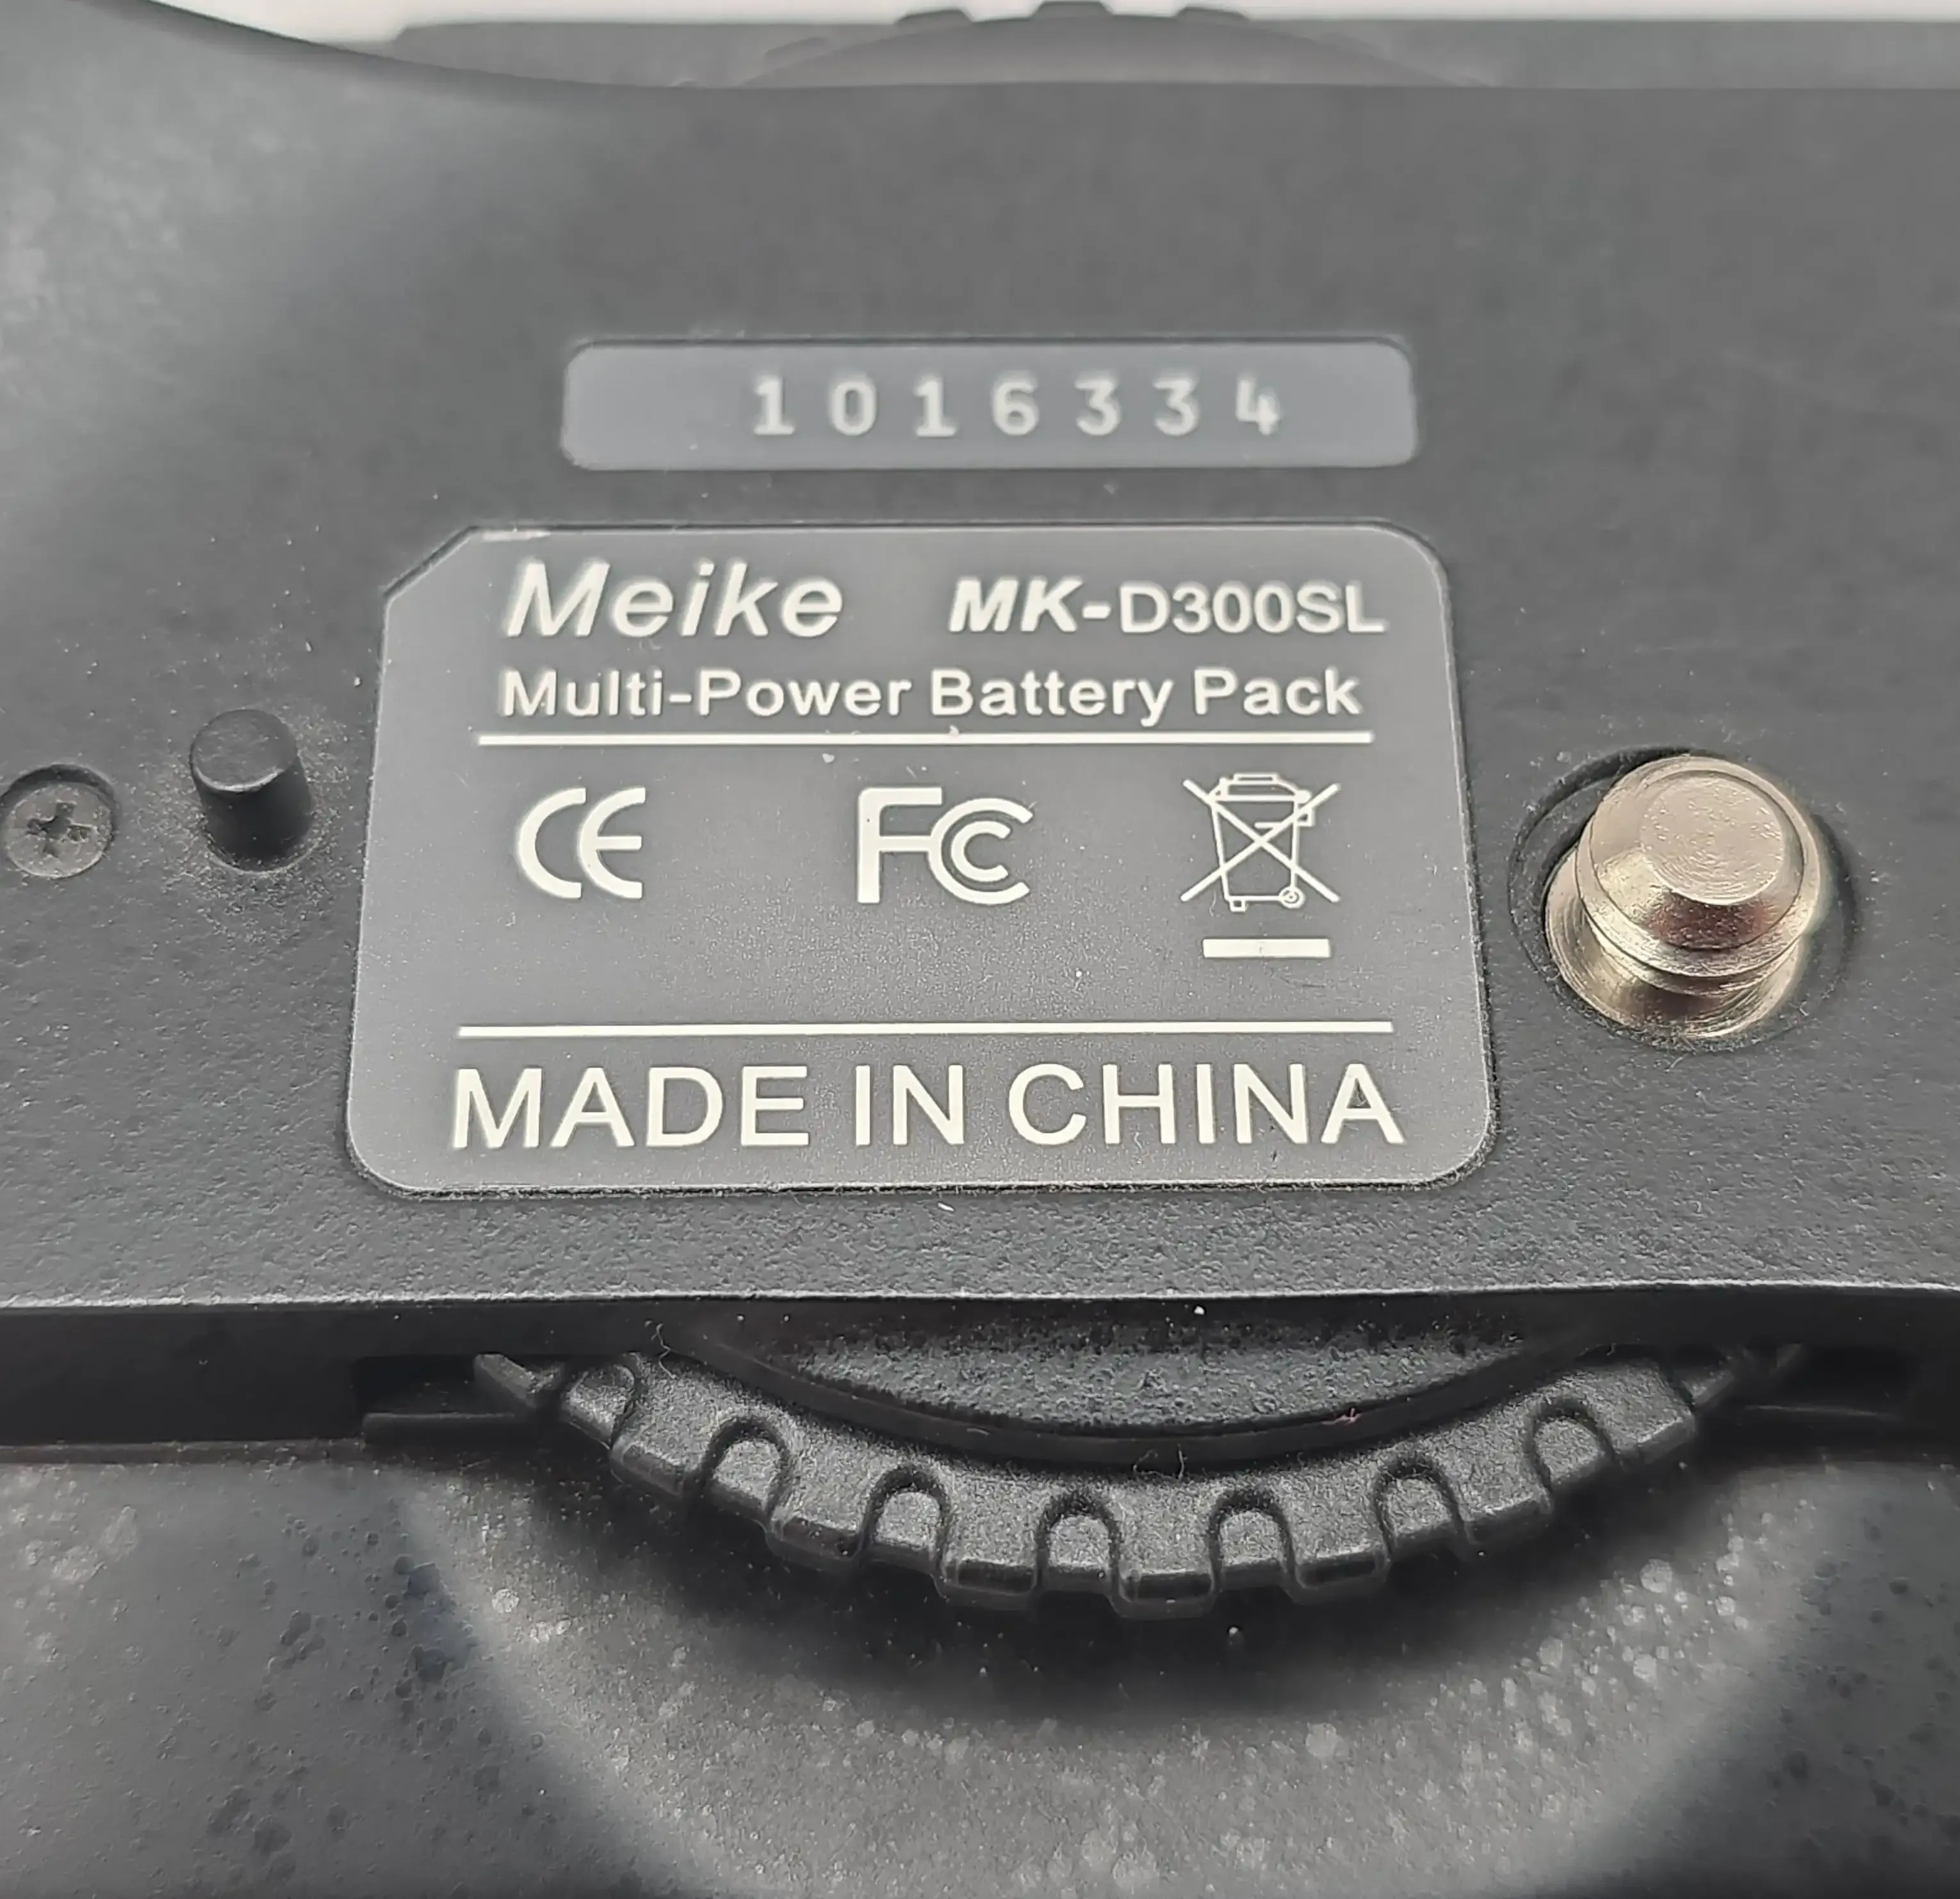 1016334
Meike MK-D300SL
Multi-Power Battery Pack
CE FC
MADE IN CHINA